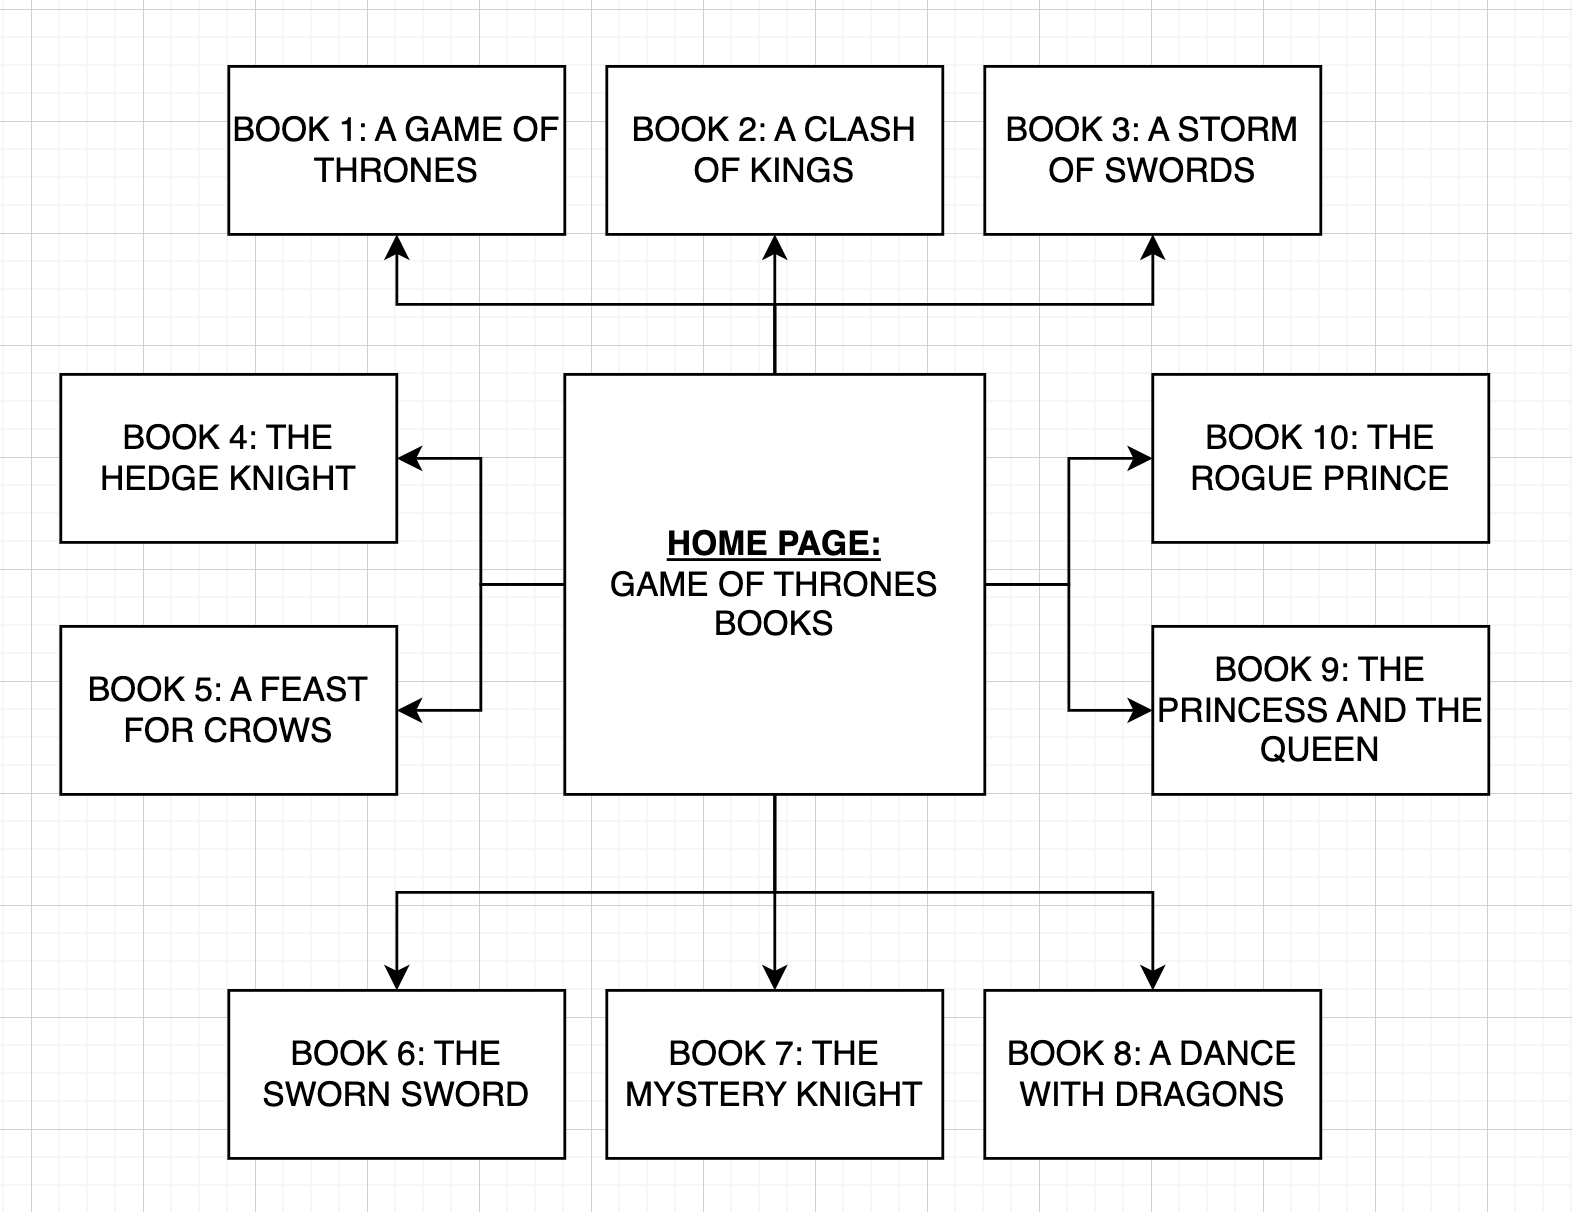 BOOK 1: A GAME OF
THRONES
BOOK 2: A CLASH
OF KINGS
BOOK 3: A STORM
OF SWORDS
BOOK 4: THE
HEDGE KNIGHT
HOME PAGE:
GAME OF THRONES
BOOKS
BOOK 10: THE
ROGUE PRINCE
BOOK 5: A FEAST
FOR CROWS
BOOK 9: THE
PRINCESS AND THE
QUEEN
BOOK 6: THE
SWORN SWORD
BOOK 7: THE
MYSTERY KNIGHT
BOOK 8: A DANCE
WITH DRAGONS